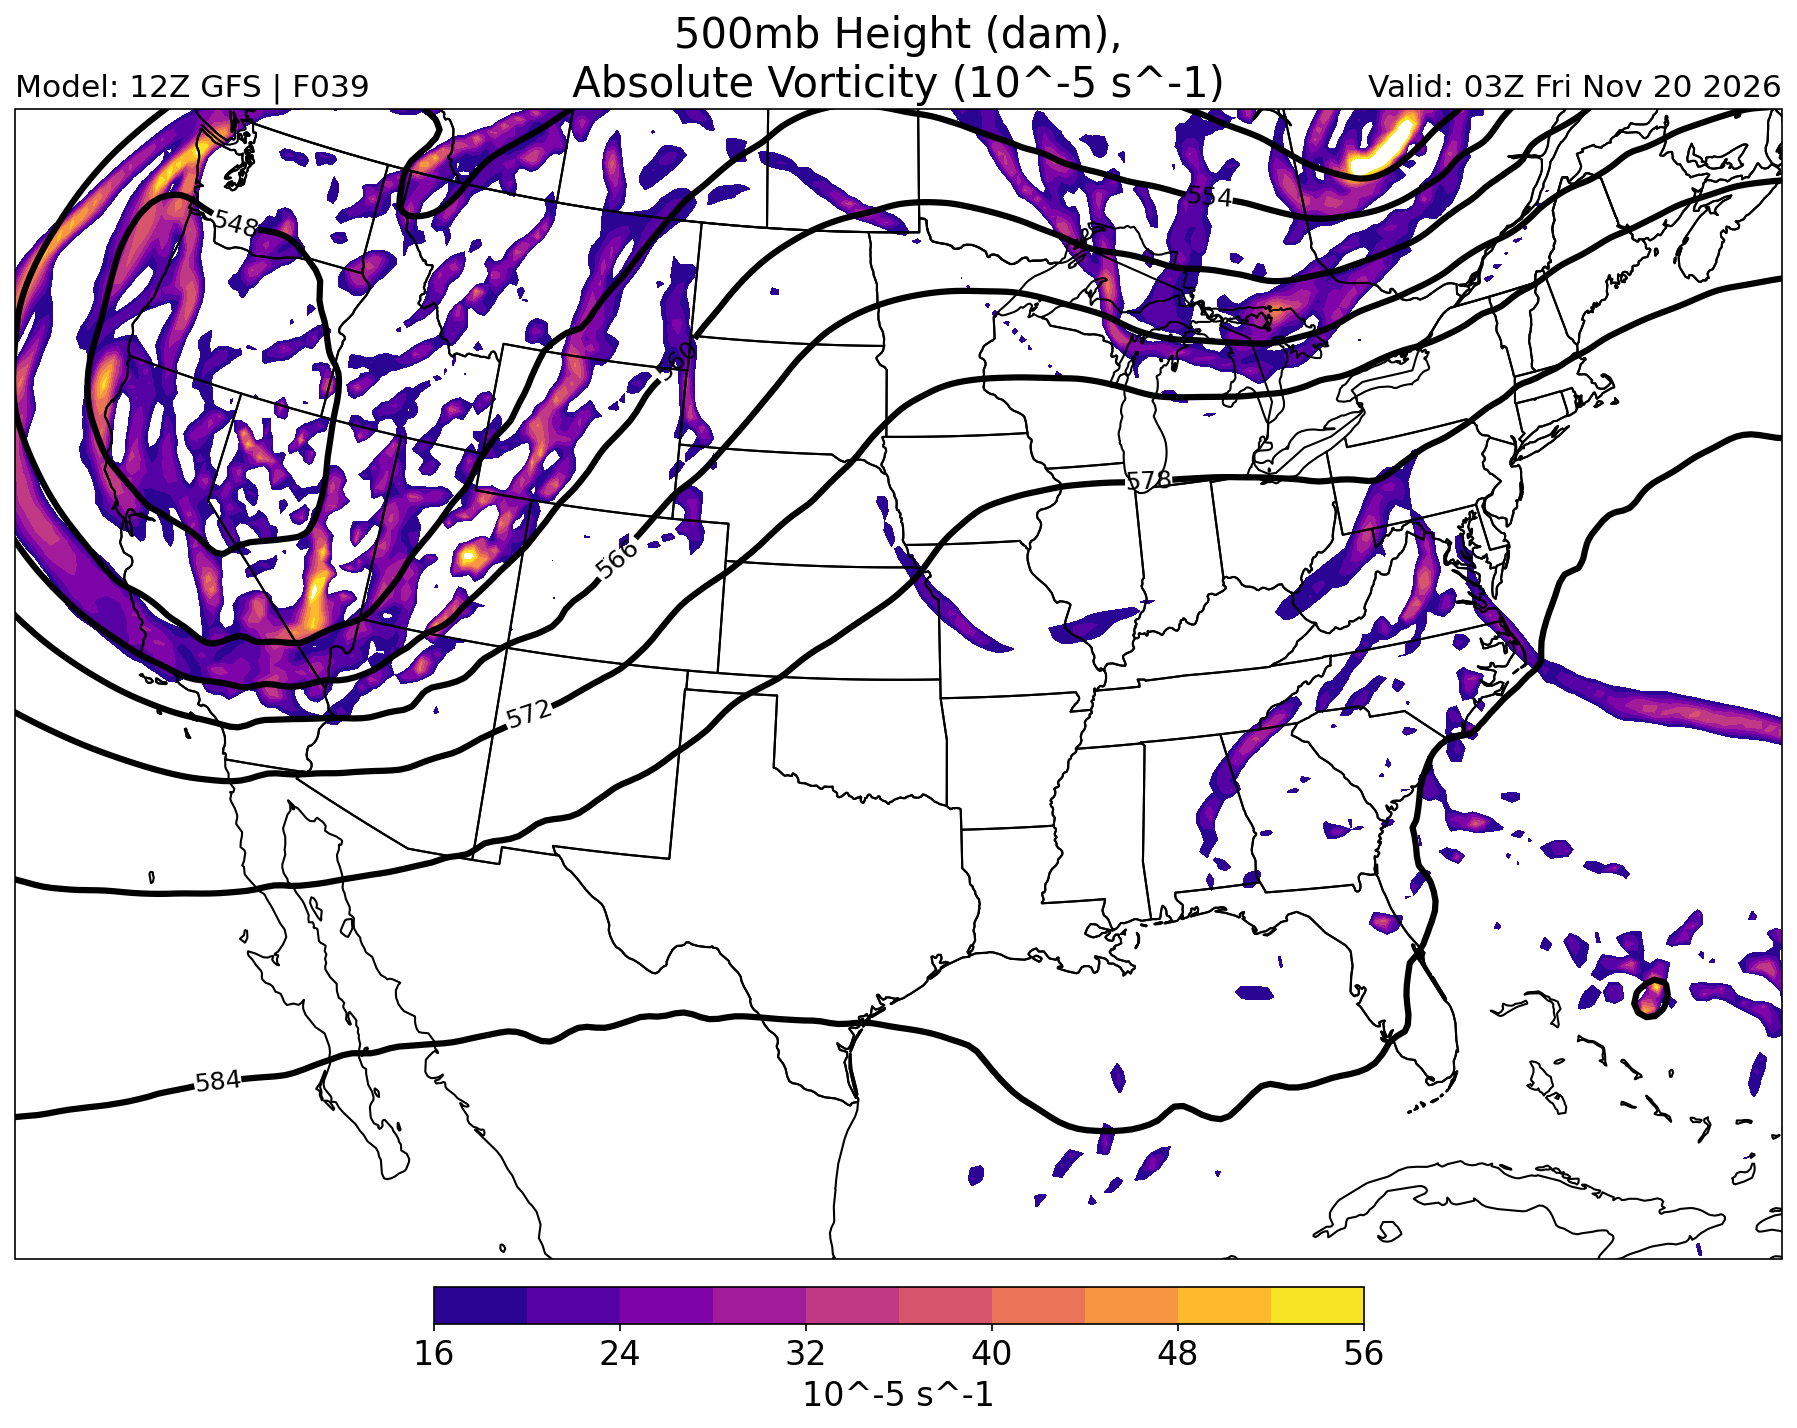 500mb Height (dam),
Absolute Vorticity (10^-5 s^-1)
Model: 12Z GFS | F039
Valid: 03Z Fri Nov 20 2026
554
548
560
578
566
572
584
16 24 32 40 48 56
10^-5 s^-1